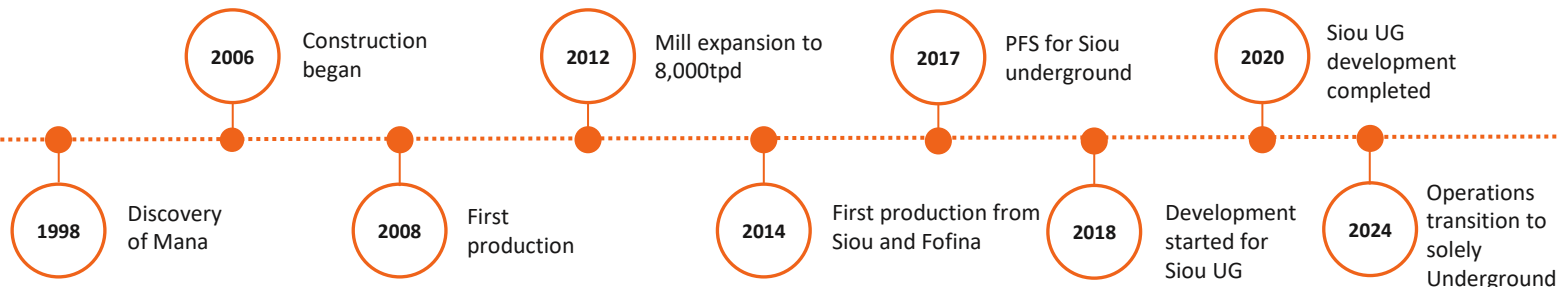 1998
Discovery
of Mana
2006
Construction
began
2008
First
production
2012
Mill expansion to
8,000tpd
2014
First production from
Siou and Fofina
2017
PFS for Siou
underground
2018
Development
started for
Siou UG
2020
Siou UG
development
completed
2024
Operations
transition to
solely
Underground